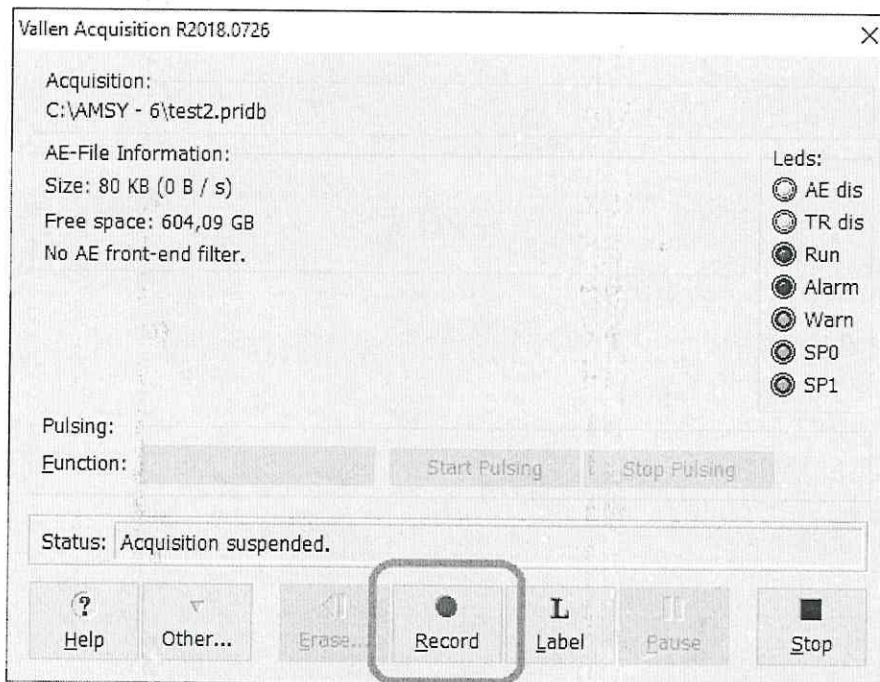 Vallen Acquisition R2018.0726
Acquisition:
C:\AMSY - 6\test2.pridb
AE-File Information:
Size: 80 KB (0 B / s)
Free space: 604,09 GB
No AE front-end filter.
Leds:
AE dis
TR dis
Run
Alarm
Warn
SP0
SP1
Pulsing:
Function:
Start Pulsing
Stop Pulsing
Status: Acquisition suspended.
? Help
Other...
Erase...
Record
L Label
Pause
Stop